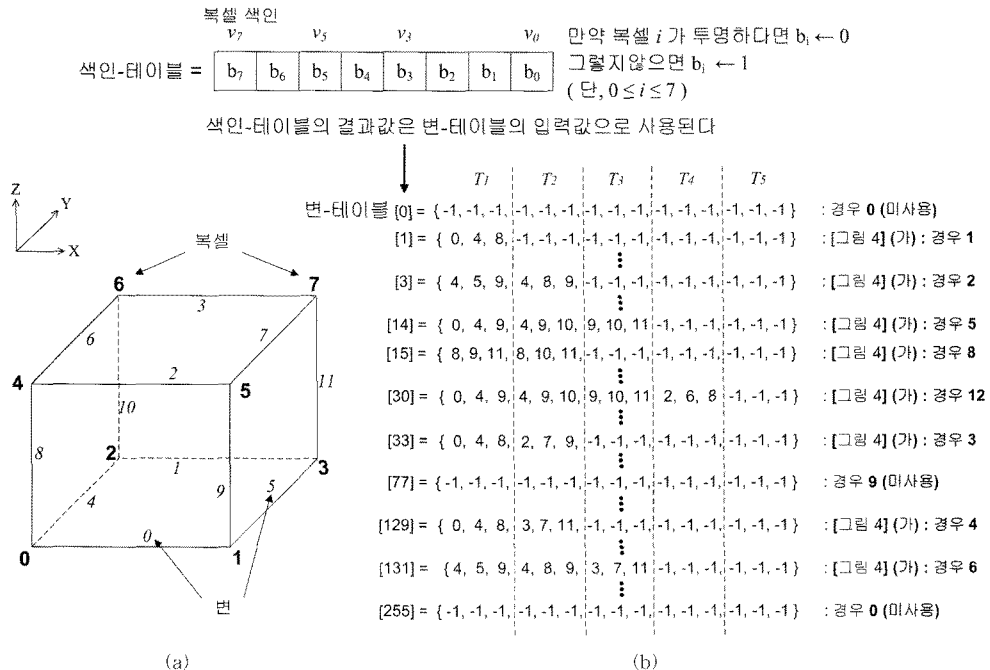 복셀 색인
v7 v5 v3 v0
색인-테이블 = b7 b6 b5 b4 b3 b2 b1 b0
만약 복셀 i 가 투명하다면 bi ← 0
그렇지않으면 bi ← 1
( 단, 0 ≤ i ≤ 7 )
색인-테이블의 결과값은 변-테이블의 입력값으로 사용된다
Z
Y
X
복셀
6 7
3
6 7
4 2 5
10 11
8 2 1 3
9 5
4
0 0 1
변
(a)
T1 T2 T3 T4 T5
변-테이블 [0] = { -1, -1, -1, -1, -1, -1, -1, -1, -1, -1, -1, -1, -1, -1, -1 } : 경우 0 (미사용)
[1] = { 0, 4, 8, -1, -1, -1, -1, -1, -1, -1, -1, -1, -1, -1, -1 } : [그림 4] (가) : 경우 1
[3] = { 4, 5, 9, 4, 8, 9, -1, -1, -1, -1, -1, -1, -1, -1, -1 } : [그림 4] (가) : 경우 2
[14] = { 0, 4, 9, 4, 9, 10, 9, 10, 11, -1, -1, -1, -1, -1, -1 } : [그림 4] (가) : 경우 5
[15] = { 8, 9, 11, 8, 10, 11, -1, -1, -1, -1, -1, -1, -1, -1, -1 } : [그림 4] (가) : 경우 8
[30] = { 0, 4, 9, 4, 9, 10, 9, 10, 11, 2, 6, 8, -1, -1, -1 } : [그림 4] (가) : 경우 12
[33] = { 0, 4, 8, 2, 7, 9, -1, -1, -1, -1, -1, -1, -1, -1, -1 } : [그림 4] (가) : 경우 3
[77] = { -1, -1, -1, -1, -1, -1, -1, -1, -1, -1, -1, -1, -1, -1, -1 } : 경우 9 (미사용)
[129] = { 0, 4, 8, 3, 7, 11, -1, -1, -1, -1, -1, -1, -1, -1, -1 } : [그림 4] (가) : 경우 4
[131] = { 4, 5, 9, 4, 8, 9, 3, 7, 11, -1, -1, -1, -1, -1, -1 } : [그림 4] (가) : 경우 6
[255] = { -1, -1, -1, -1, -1, -1, -1, -1, -1, -1, -1, -1, -1, -1, -1 } : 경우 0 (미사용)
(b)